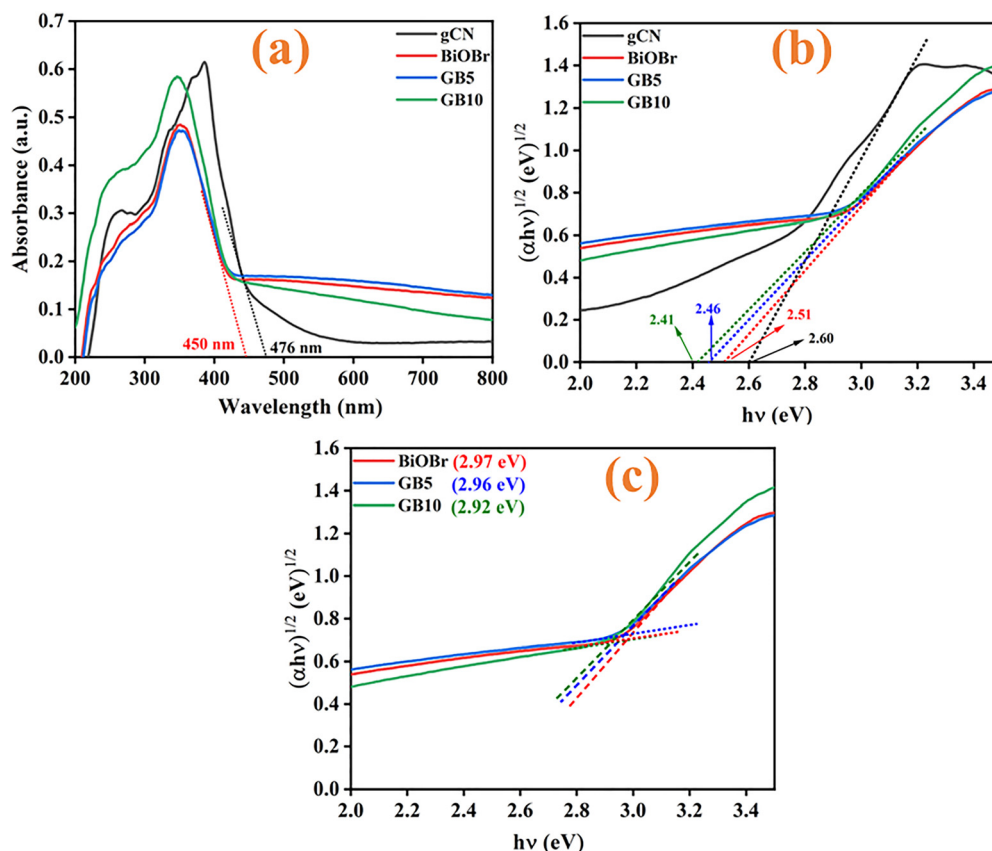 (a)
gCN
BiOBr
GB5
GB10
Absorbance (a.u.)
0.7
0.6
0.5
0.4
0.3
0.2
0.1
0.0
450 nm
476 nm
200 300 400 500 600 700 800
Wavelength (nm)
(b)
gCN
BiOBr
GB5
GB10
(αhν)1/2 (eV)1/2
1.6
1.4
1.2
1.0
0.8
0.6
0.4
0.2
0.0
2.41
2.46
2.51
2.60
2.0 2.2 2.4 2.6 2.8 3.0 3.2 3.4
hν (eV)
(c)
BiOBr (2.97 eV)
GB5 (2.96 eV)
GB10 (2.92 eV)
(αhν)1/2 (eV)1/2
1.6
1.4
1.2
1.0
0.8
0.6
0.4
0.2
0.0
2.0 2.2 2.4 2.6 2.8 3.0 3.2 3.4
hν (eV)